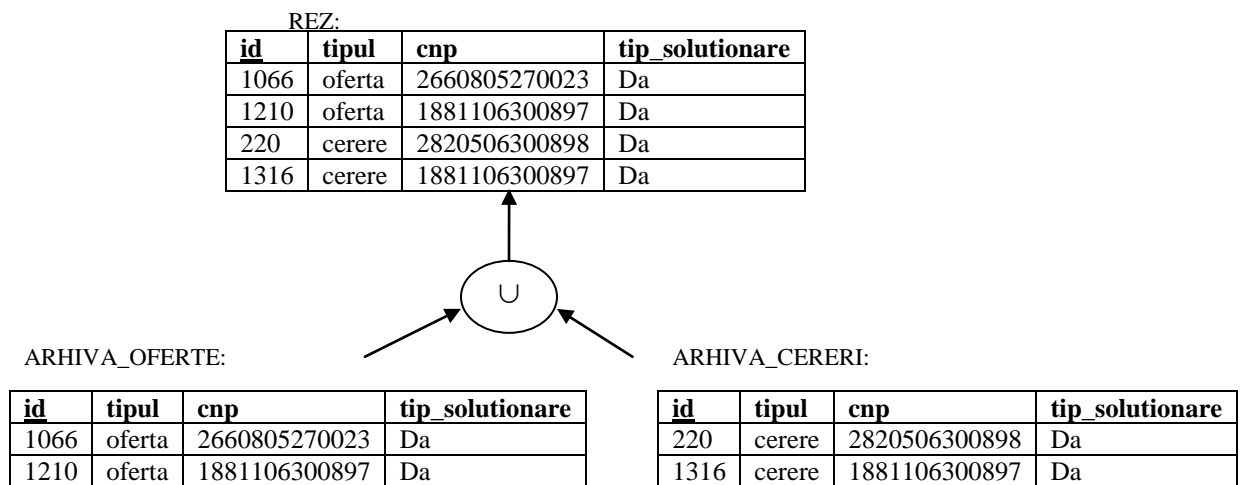 REZ:
id tipul cnp tip_solutionare
1066 oferta 2660805270023 Da
1210 oferta 1881106300897 Da
220 cerere 2820506300898 Da
1316 cerere 1881106300897 Da
∪
ARHIVA_OFERTE:
id tipul cnp tip_solutionare
1066 oferta 2660805270023 Da
1210 oferta 1881106300897 Da
ARHIVA_CERERI:
id tipul cnp tip_solutionare
220 cerere 2820506300898 Da
1316 cerere 1881106300897 Da